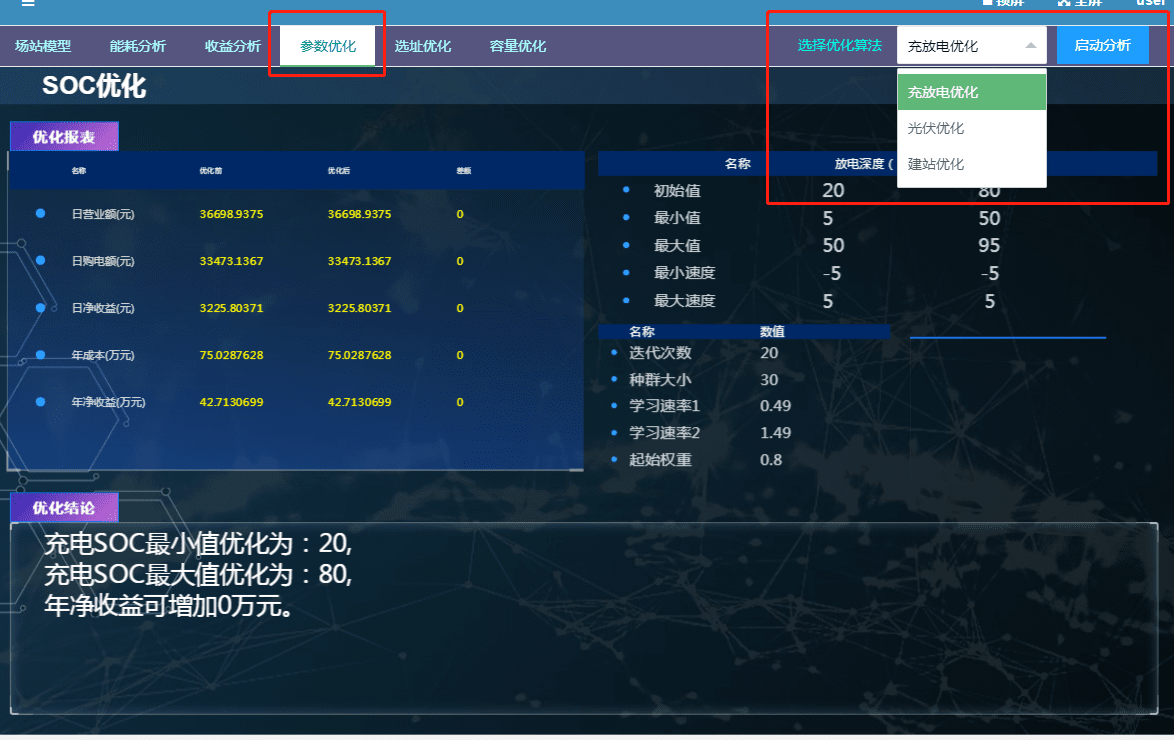 锁屏 全屏 user
场站模型 能耗分析 收益分析 参数优化 选址优化 容量优化 选择优化算法 充放电优化 启动分析
SOC优化
充放电优化
光伏优化
建站优化
优化报表
名称 优化前 优化后 差额
日营业额(元) 36698.9375 36698.9375 0
日购电额(元) 33473.1367 33473.1367 0
日净收益(元) 3225.80371 3225.80371 0
年成本(万元) 75.0287628 75.0287628 0
年净收益(万元) 42.7130699 42.7130699 0
名称 放电深度 (
初始值 20 80
最小值 5 50
最大值 50 95
最小速度 -5 -5
最大速度 5 5
名称 数值
迭代次数 20
种群大小 30
学习速率1 0.49
学习速率2 1.49
起始权重 0.8
优化结论
充电SOC最小值优化为：20,
充电SOC最大值优化为：80,
年净收益可增加0万元。